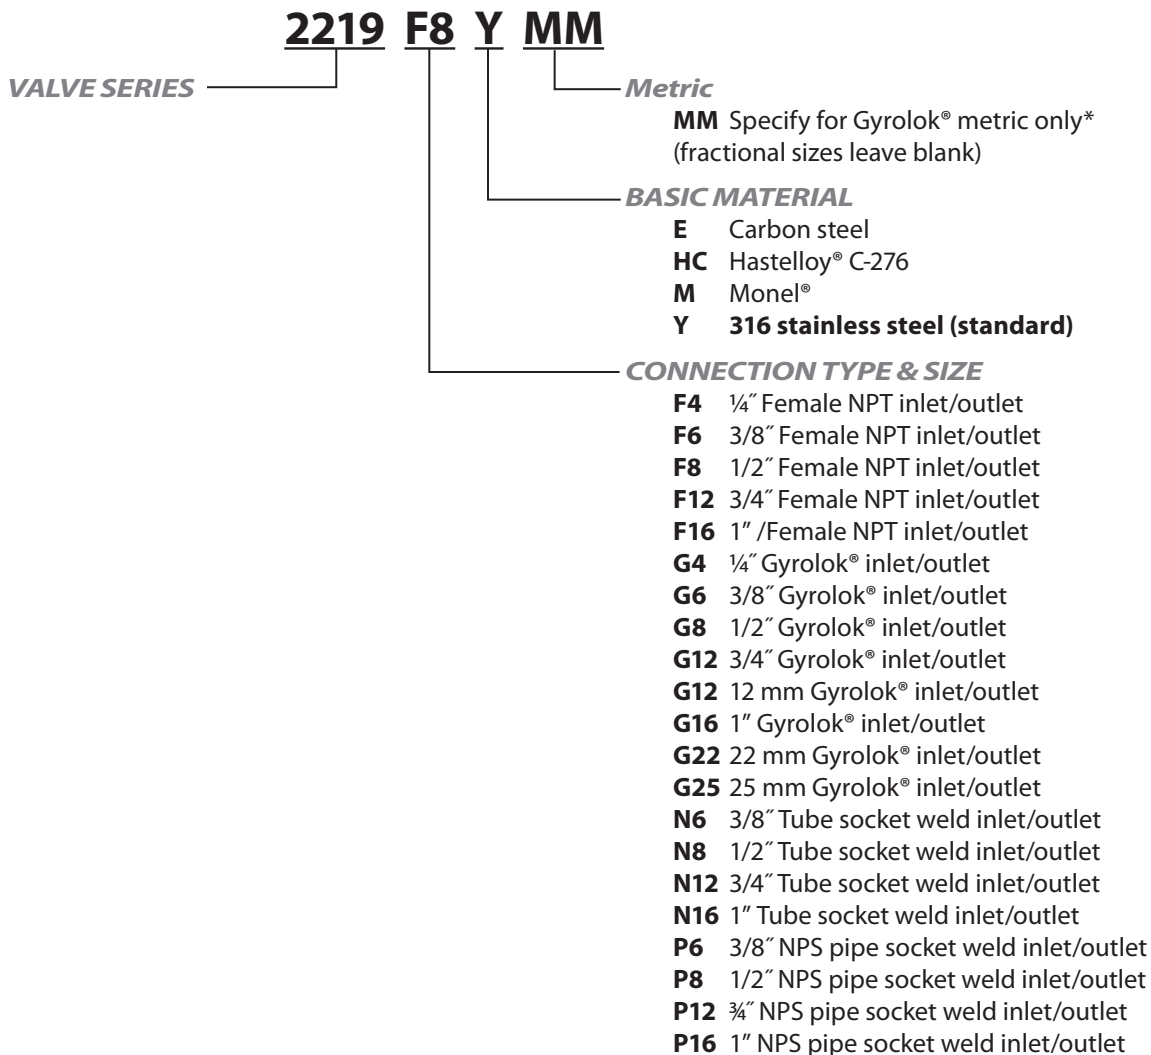 2219 F8 Y MM
VALVE SERIES
Metric
MM Specify for Gyrolok® metric only*
(fractional sizes leave blank)
BASIC MATERIAL
E Carbon steel
HC Hastelloy® C-276
M Monel®
Y 316 stainless steel (standard)
CONNECTION TYPE & SIZE
F4 ¼˝ Female NPT inlet/outlet
F6 3/8˝ Female NPT inlet/outlet
F8 1/2˝ Female NPT inlet/outlet
F12 3/4˝ Female NPT inlet/outlet
F16 1” /Female NPT inlet/outlet
G4 ¼˝ Gyrolok® inlet/outlet
G6 3/8˝ Gyrolok® inlet/outlet
G8 1/2˝ Gyrolok® inlet/outlet
G12 3/4˝ Gyrolok® inlet/outlet
G12 12 mm Gyrolok® inlet/outlet
G16 1” Gyrolok® inlet/outlet
G22 22 mm Gyrolok® inlet/outlet
G25 25 mm Gyrolok® inlet/outlet
N6 3/8˝ Tube socket weld inlet/outlet
N8 1/2˝ Tube socket weld inlet/outlet
N12 3/4˝ Tube socket weld inlet/outlet
N16 1” Tube socket weld inlet/outlet
P6 3/8˝ NPS pipe socket weld inlet/outlet
P8 1/2˝ NPS pipe socket weld inlet/outlet
P12 ¾˝ NPS pipe socket weld inlet/outlet
P16 1” NPS pipe socket weld inlet/outlet